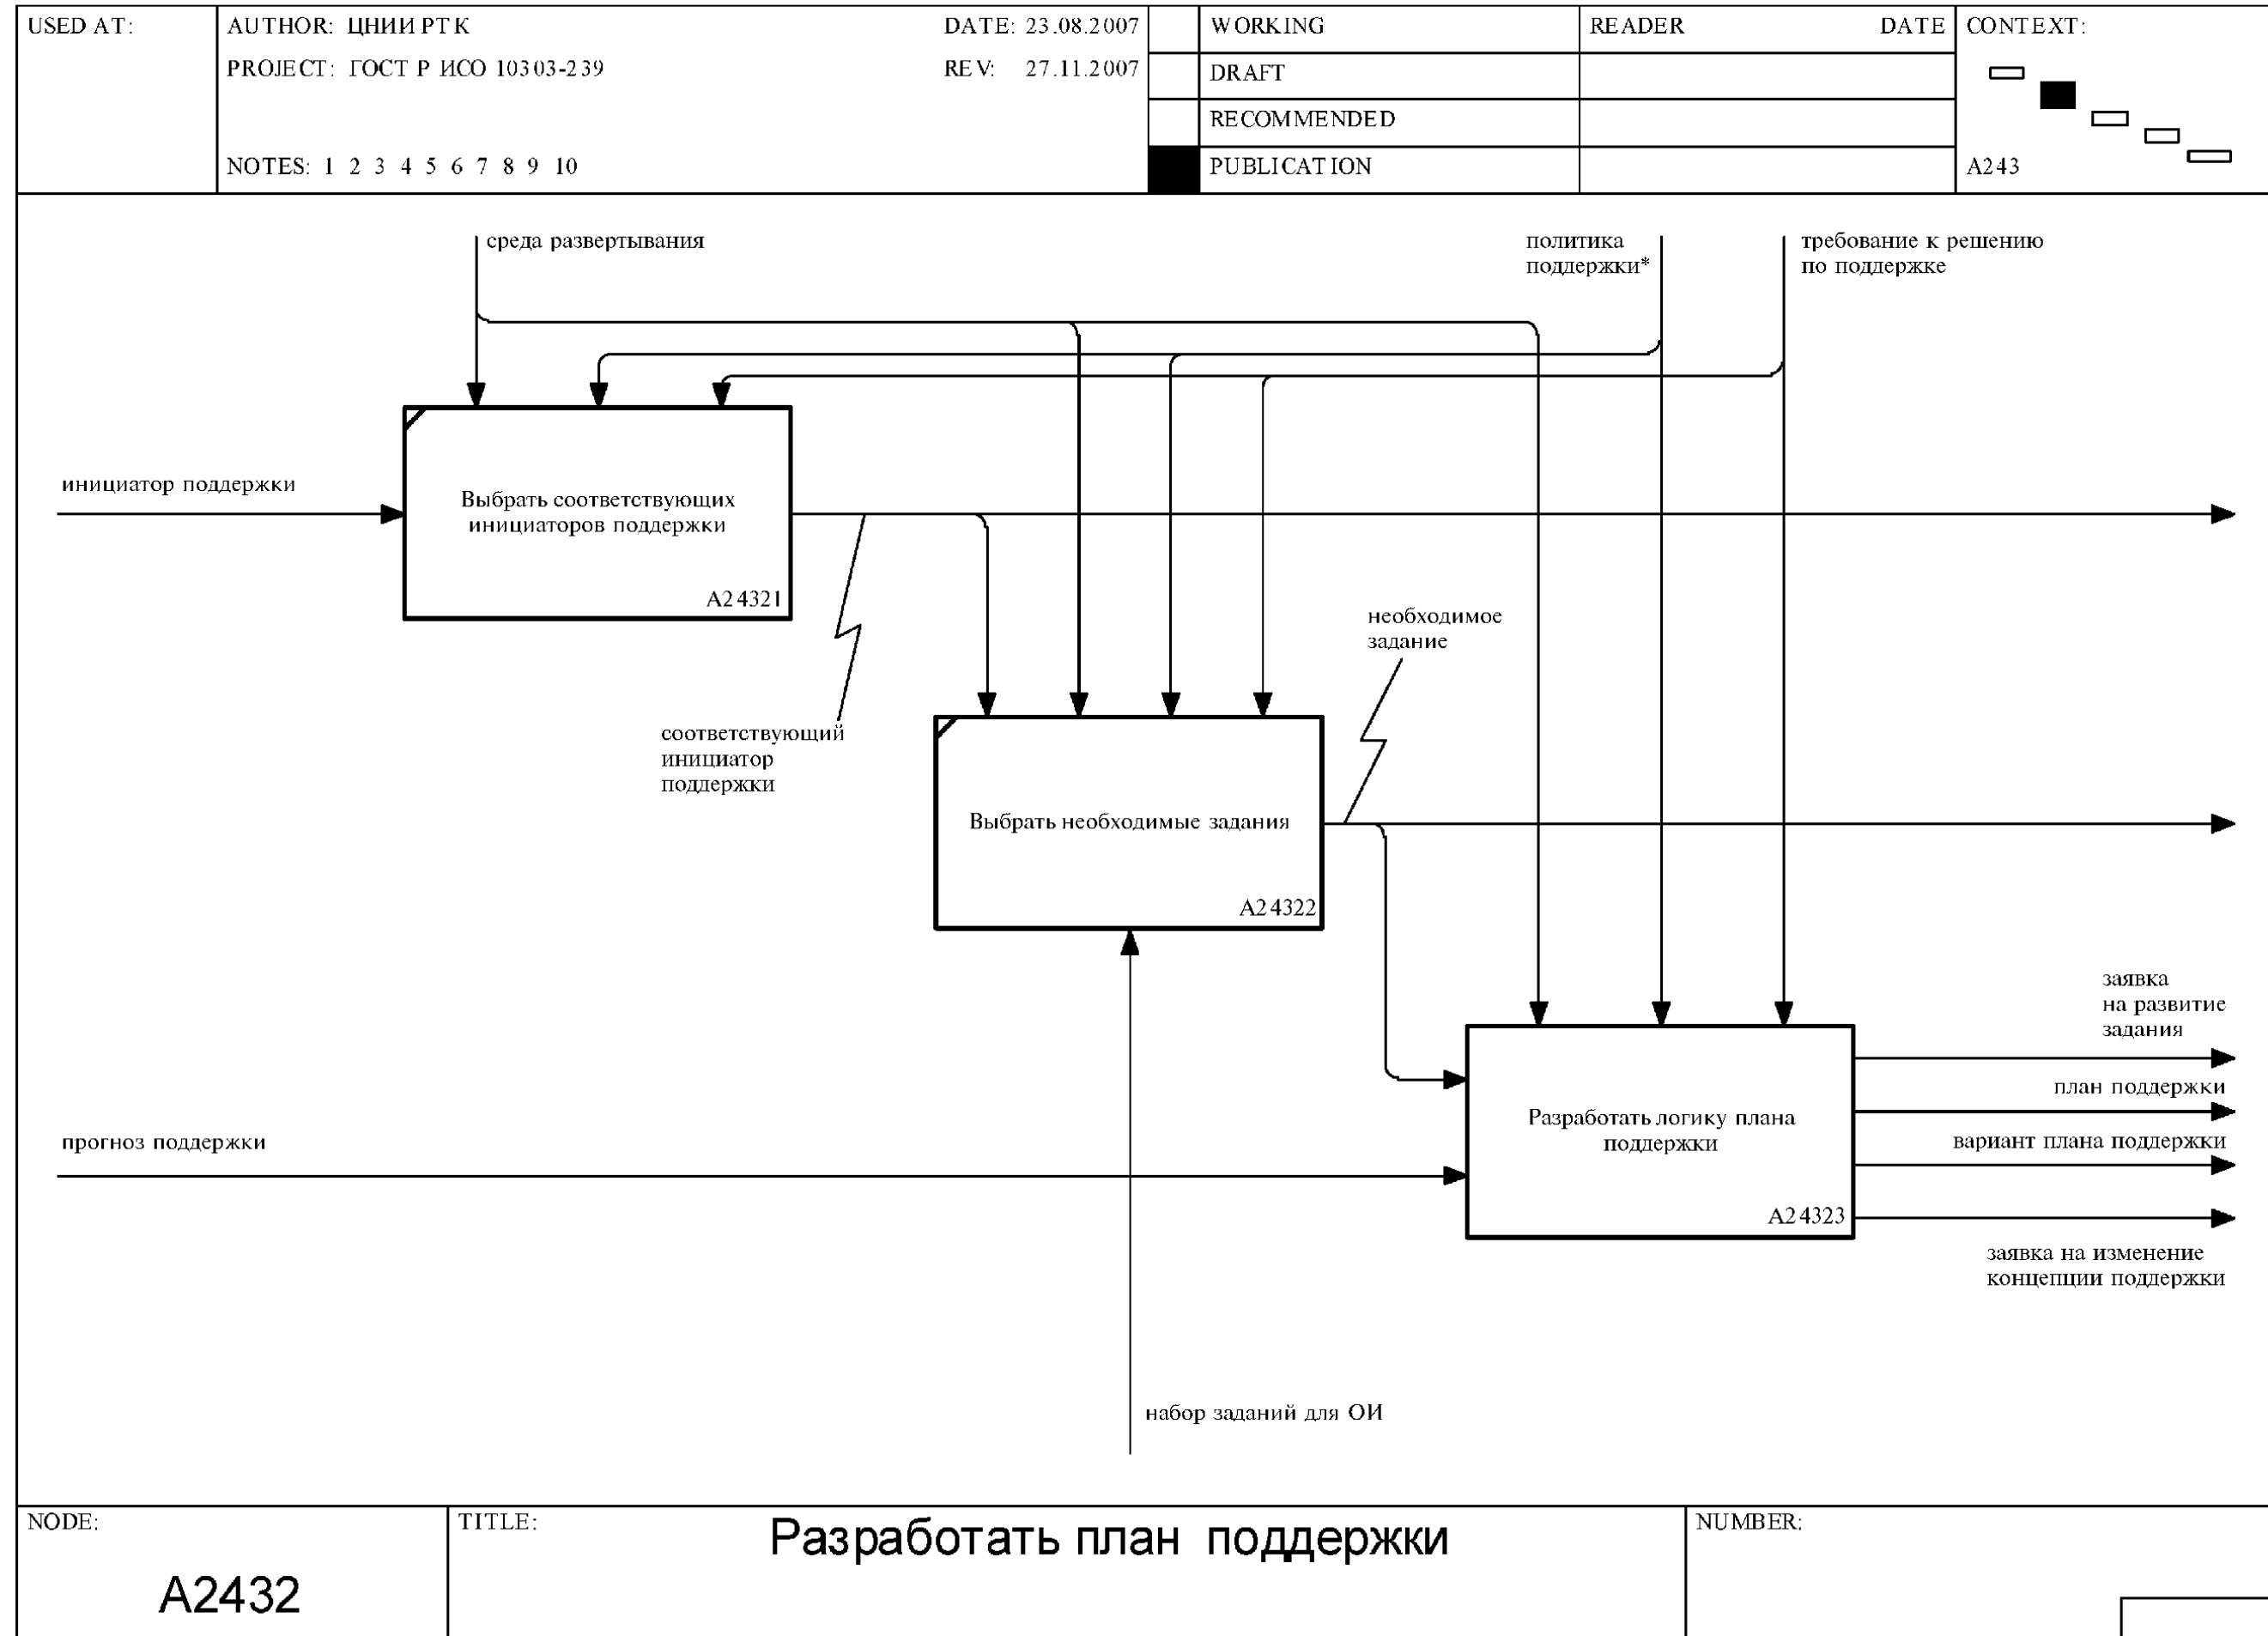 USED AT:
AUTHOR: ЦНИИ РТК
DATE: 23.08.2007
PROJECT: ГОСТ Р ИСО 10303-239
REV: 27.11.2007
NOTES: 1 2 3 4 5 6 7 8 9 10
WORKING
DRAFT
RECOMMENDED
PUBLICATION
READER DATE
CONTEXT:
A243
среда развертывания
политика
поддержки*
требование к решению
по поддержке
инициатор поддержки
Выбрать соответствующих
инициаторов поддержки
A24321
соответствующий
инициатор
поддержки
необходимое
задание
Выбрать необходимые задания
A24322
заявка
на развитие
задания
план поддержки
вариант плана поддержки
заявка на изменение
концепции поддержки
прогноз поддержки
Разработать логику плана
поддержки
A24323
набор заданий для ОИ
NODE:
A2432
TITLE:
Разработать план поддержки
NUMBER: